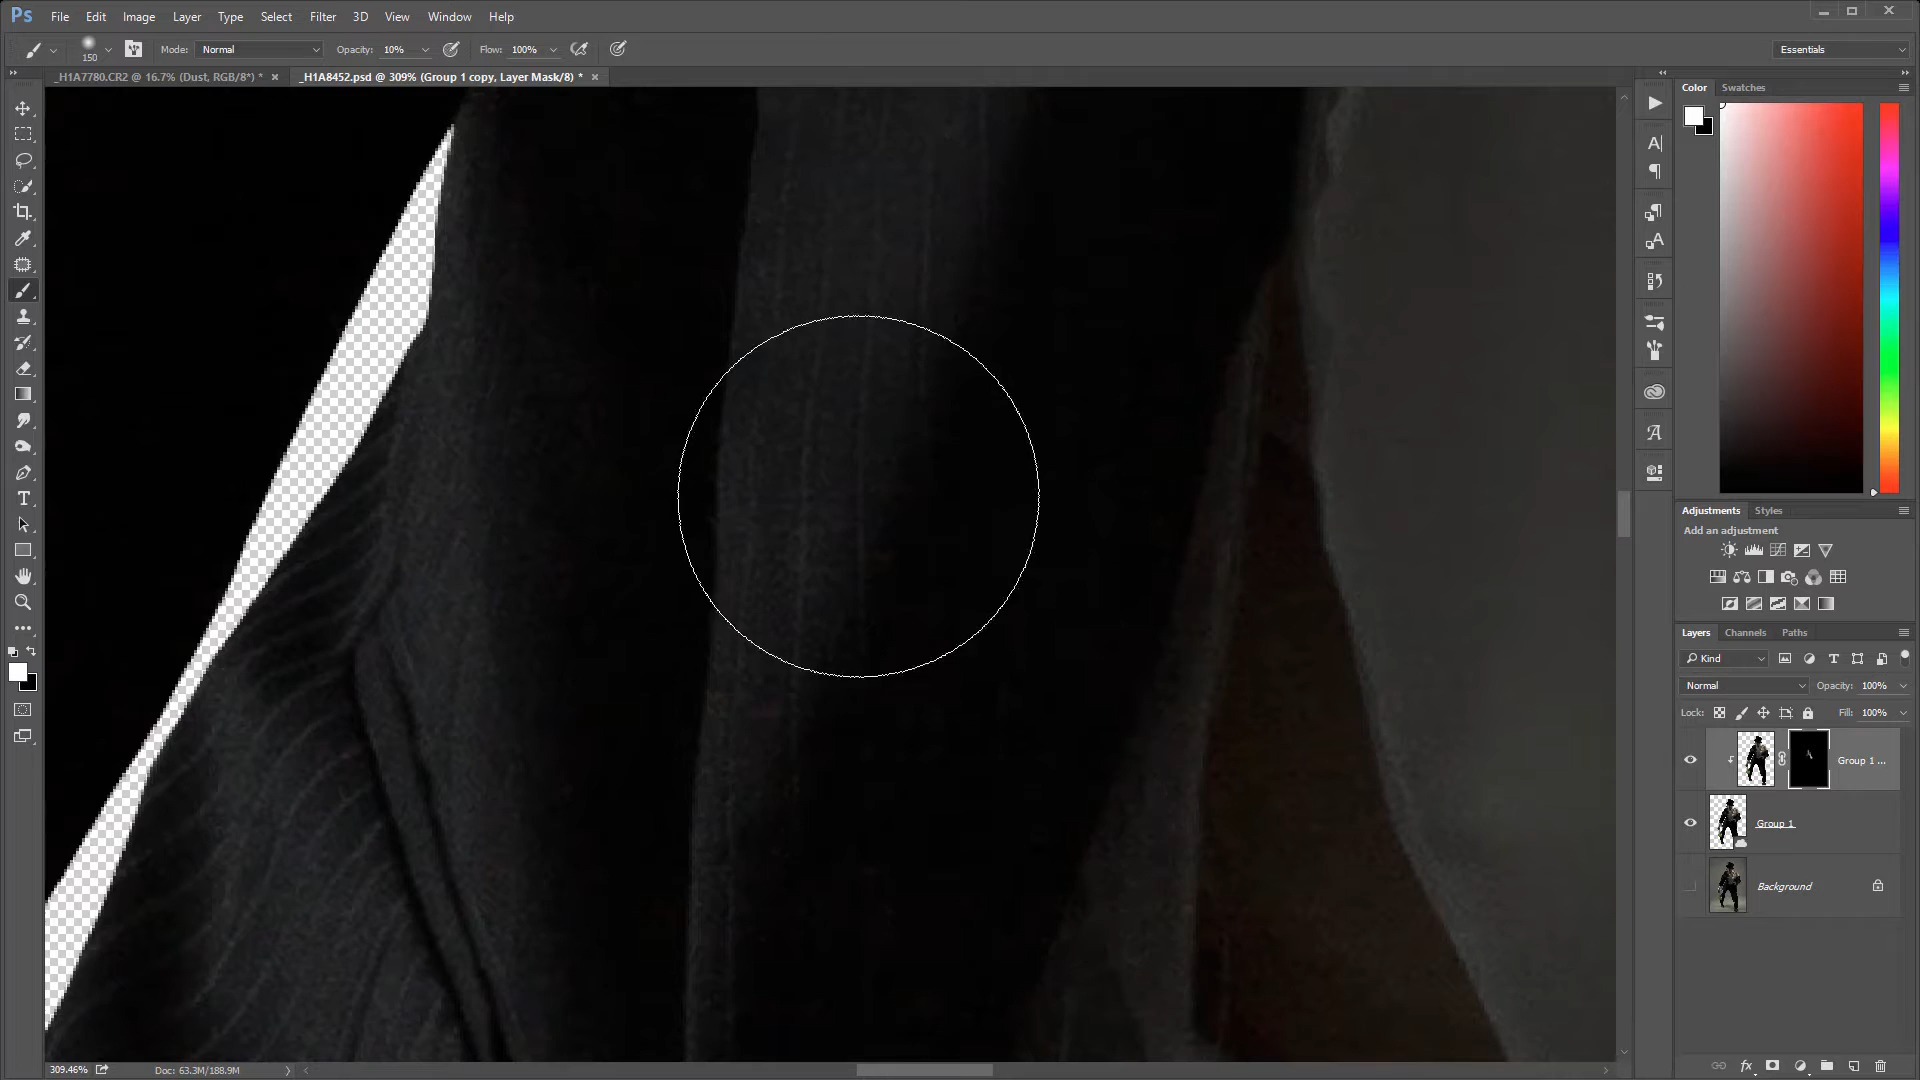 Ps File Edit Image Layer Type Select Filter 3D View Window Help
150 Mode: Normal Opacity: 10% Flow: 100% Essentials
_H1A7780.CR2 @ 16.7% (Dust, RGB/8*) * _H1A8452.psd @ 309% (Group 1 copy, Layer Mask/8) *
Color Swatches
Adjustments Styles
Add an adjustment
Layers Channels Paths
Kind
Normal Opacity: 100%
Lock: Fill: 100%
Group 1 ...
Group 1
Background
309.46% Doc: 63.3M/188.9M